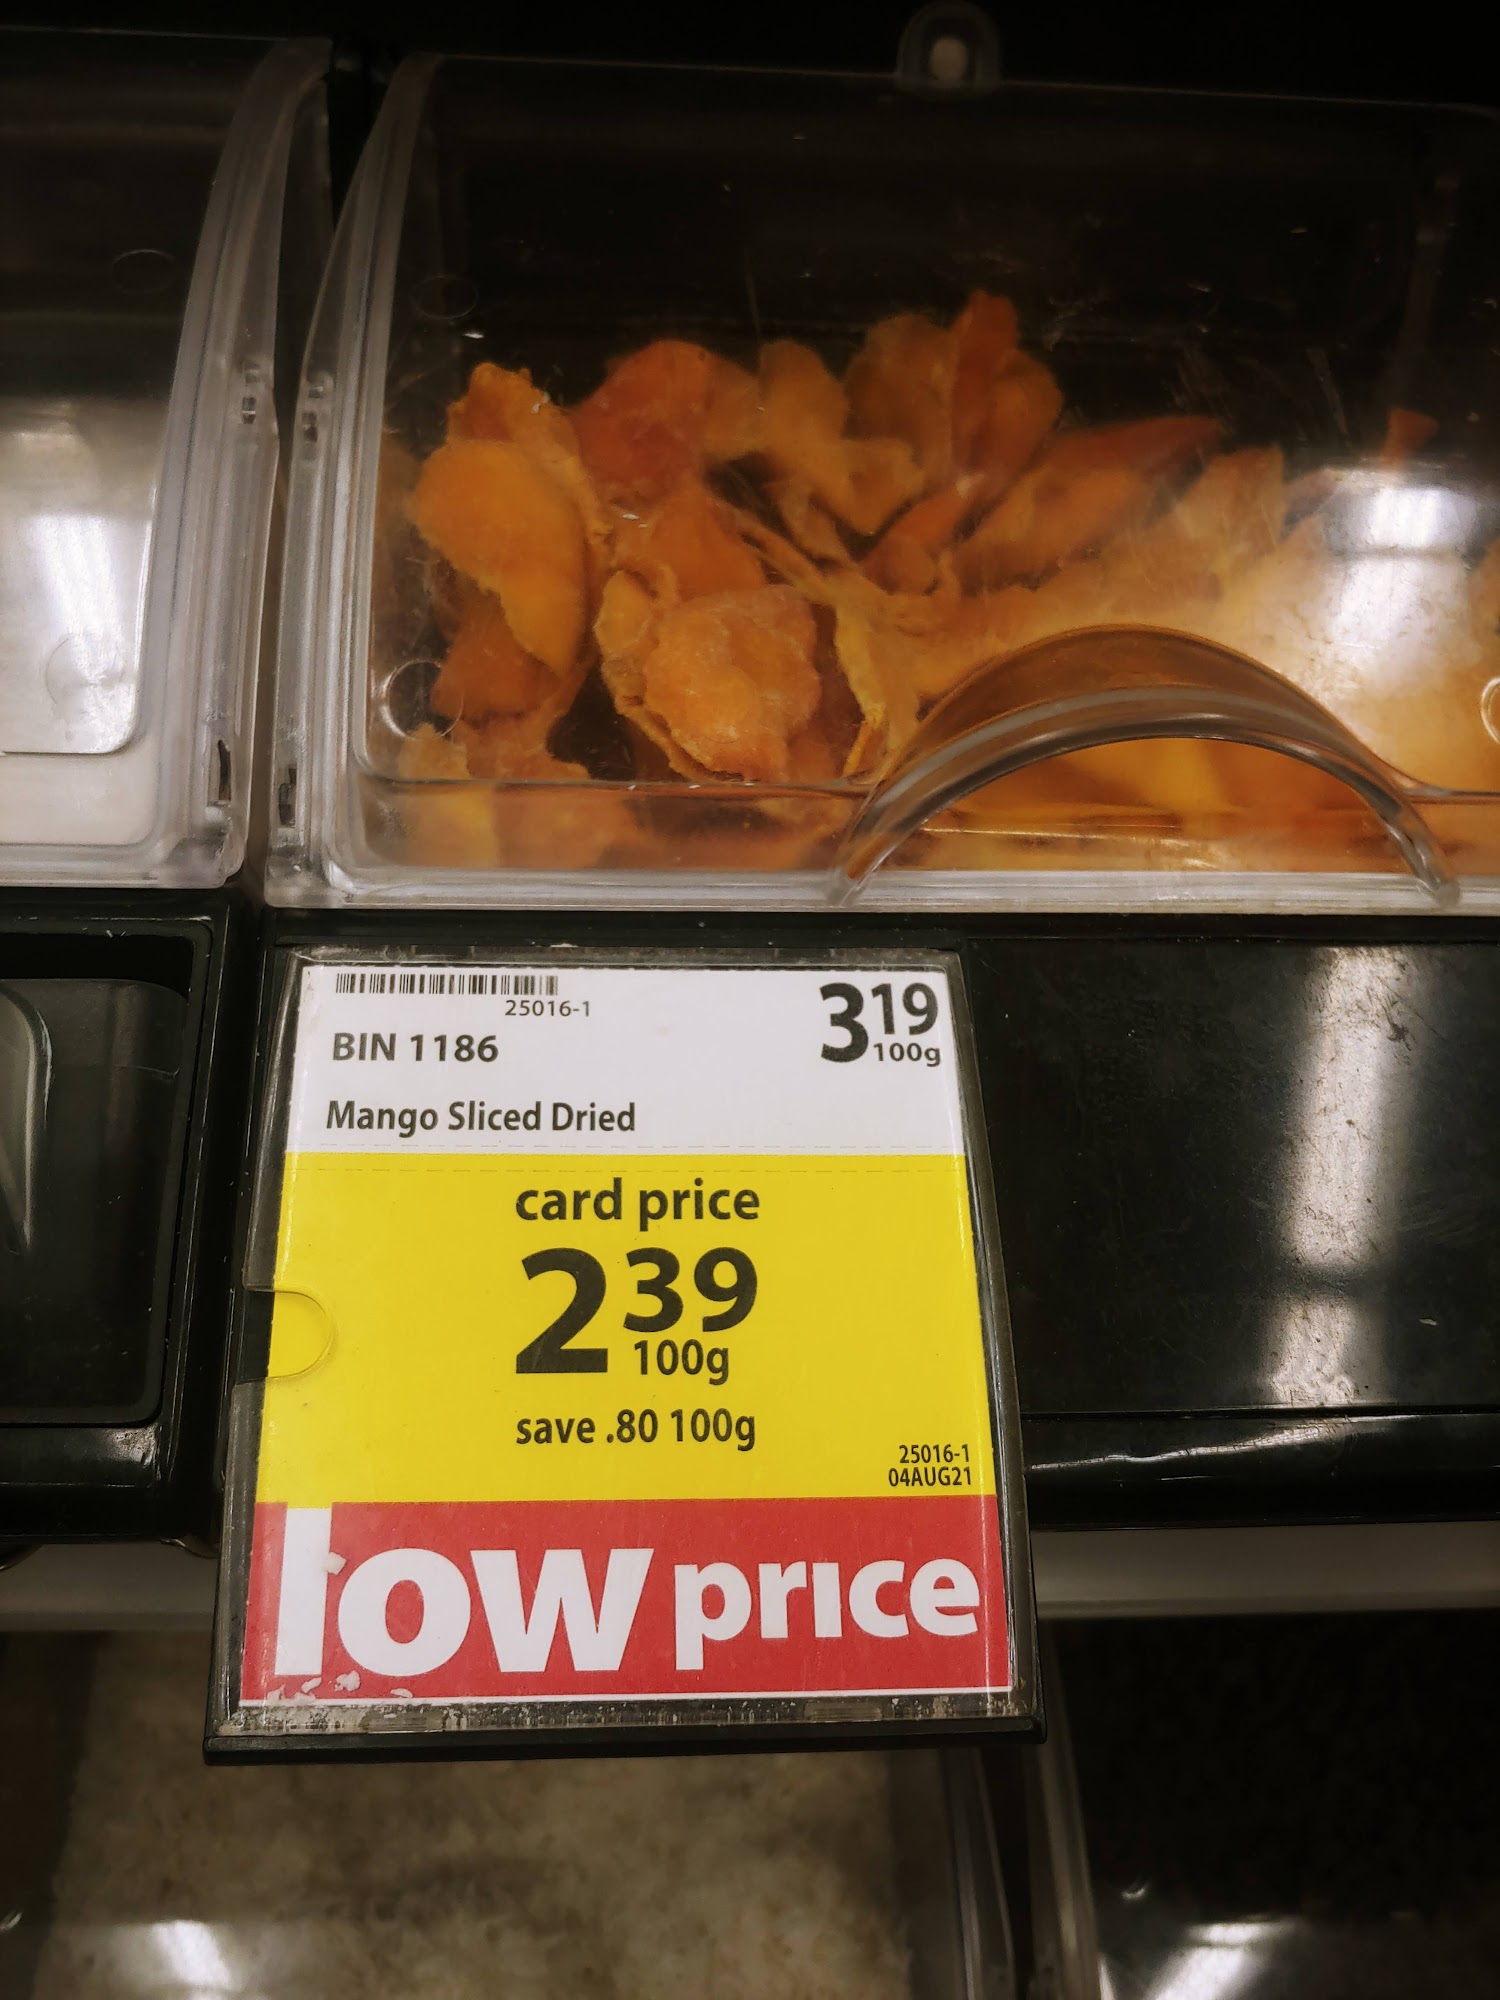 25016-1
BIN 1186
3 19
100g
Mango Sliced Dried
card price
2 39
100g
save .80 100g
25016-1
04AUG21
low price